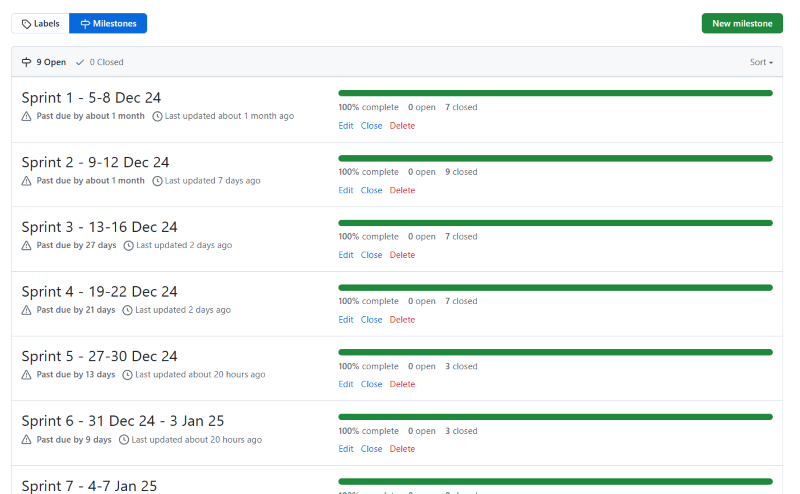 Labels Milestones New milestone
9 Open 0 Closed Sort
Sprint 1 - 5-8 Dec 24
Past due by about 1 month Last updated about 1 month ago
100% complete 0 open 7 closed
Edit Close Delete
Sprint 2 - 9-12 Dec 24
Past due by about 1 month Last updated 7 days ago
100% complete 0 open 9 closed
Edit Close Delete
Sprint 3 - 13-16 Dec 24
Past due by 27 days Last updated 2 days ago
100% complete 0 open 7 closed
Edit Close Delete
Sprint 4 - 19-22 Dec 24
Past due by 21 days Last updated 2 days ago
100% complete 0 open 7 closed
Edit Close Delete
Sprint 5 - 27-30 Dec 24
Past due by 13 days Last updated about 20 hours ago
100% complete 0 open 3 closed
Edit Close Delete
Sprint 6 - 31 Dec 24 - 3 Jan 25
Past due by 9 days Last updated about 20 hours ago
100% complete 0 open 3 closed
Edit Close Delete
Sprint 7 - 4-7 Jan 25